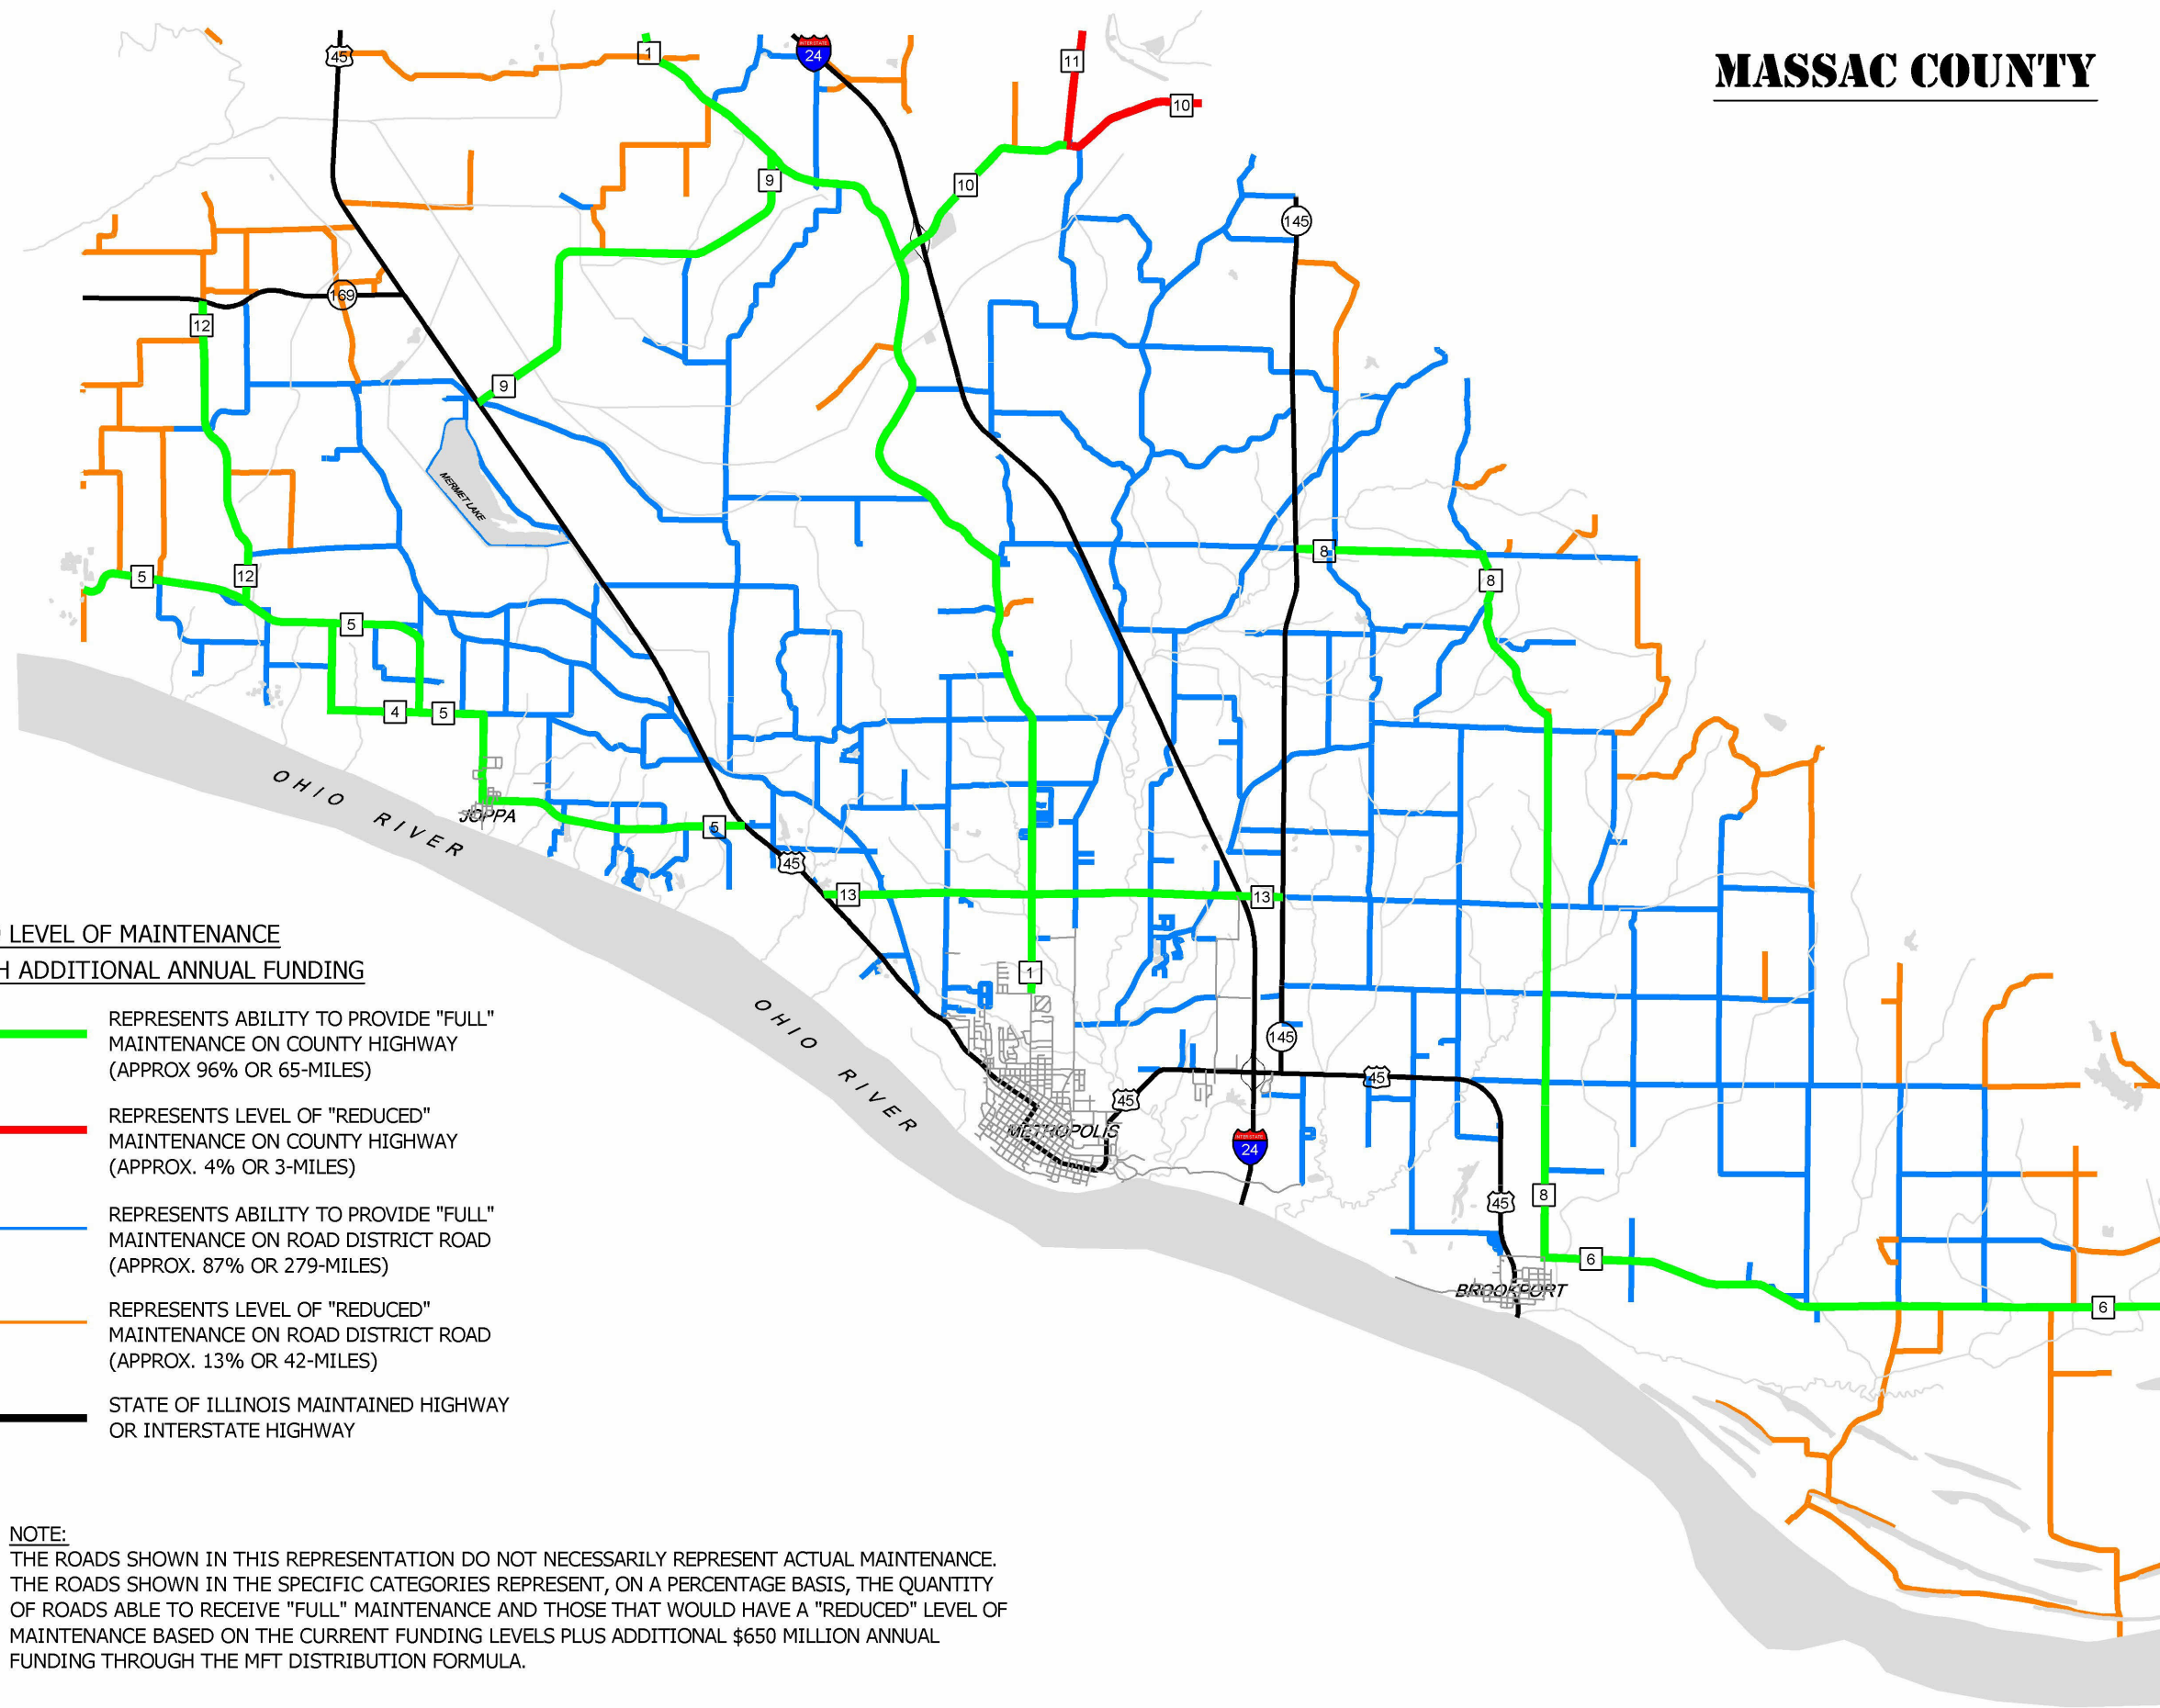 MASSAC COUNTY
45
1
INTERSTATE
24
11
10
9
10
145
169
12
9
MERMET LAKE
8
5
12
8
5
4
5
OHIO RIVER
JOPPA
5
45
13
13
LEVEL OF MAINTENANCE
H ADDITIONAL ANNUAL FUNDING
1
OHIO RIVER
145
45
45
METROPOLIS
INTERSTATE
24
8
45
6
BROOKPORT
6
REPRESENTS ABILITY TO PROVIDE "FULL"
MAINTENANCE ON COUNTY HIGHWAY
(APPROX 96% OR 65-MILES)
REPRESENTS LEVEL OF "REDUCED"
MAINTENANCE ON COUNTY HIGHWAY
(APPROX. 4% OR 3-MILES)
REPRESENTS ABILITY TO PROVIDE "FULL"
MAINTENANCE ON ROAD DISTRICT ROAD
(APPROX. 87% OR 279-MILES)
REPRESENTS LEVEL OF "REDUCED"
MAINTENANCE ON ROAD DISTRICT ROAD
(APPROX. 13% OR 42-MILES)
STATE OF ILLINOIS MAINTAINED HIGHWAY
OR INTERSTATE HIGHWAY
NOTE:
THE ROADS SHOWN IN THIS REPRESENTATION DO NOT NECESSARILY REPRESENT ACTUAL MAINTENANCE.
THE ROADS SHOWN IN THE SPECIFIC CATEGORIES REPRESENT, ON A PERCENTAGE BASIS, THE QUANTITY
OF ROADS ABLE TO RECEIVE "FULL" MAINTENANCE AND THOSE THAT WOULD HAVE A "REDUCED" LEVEL OF
MAINTENANCE BASED ON THE CURRENT FUNDING LEVELS PLUS ADDITIONAL $650 MILLION ANNUAL
FUNDING THROUGH THE MFT DISTRIBUTION FORMULA.